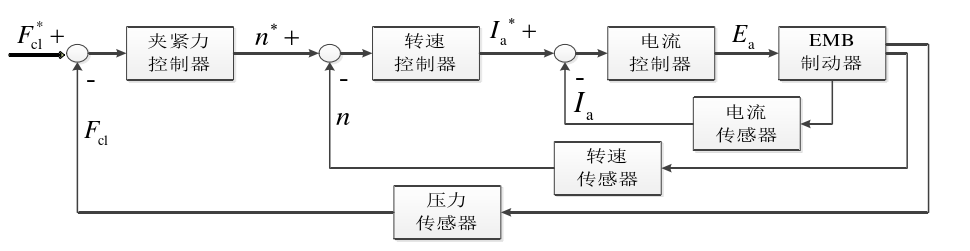 F*cl +
夹紧力
控制器
n* +
转速
控制器
I*a +
电流
控制器
Ea
EMB
制动器
-
-
-
Fcl
n
Ia
电流
传感器
转速
传感器
压力
传感器